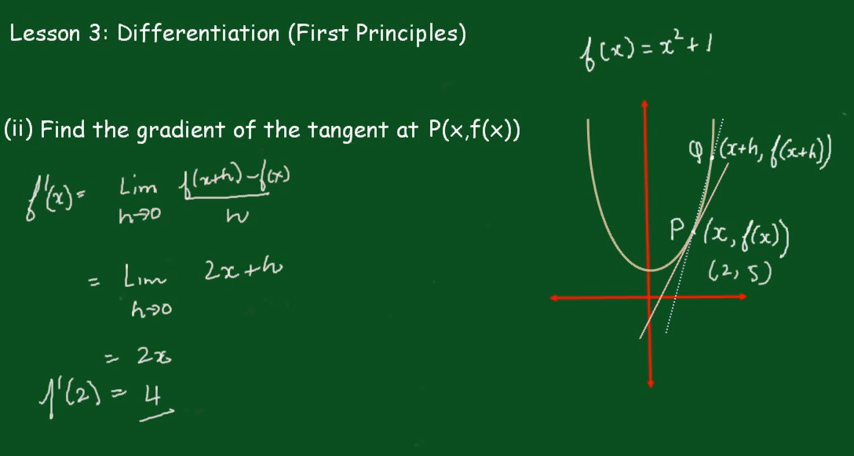 Lesson 3: Differentiation (First Principles)
f(x) = x² + 1
(ii) Find the gradient of the tangent at P(x,f(x))
f'(x) = Lim h→0 f(x+h) - f(x) / h
= Lim h→0 2x + h
= 2x
f'(2) = 4
Q (x+h, f(x+h))
P (x, f(x))
(2, 5)